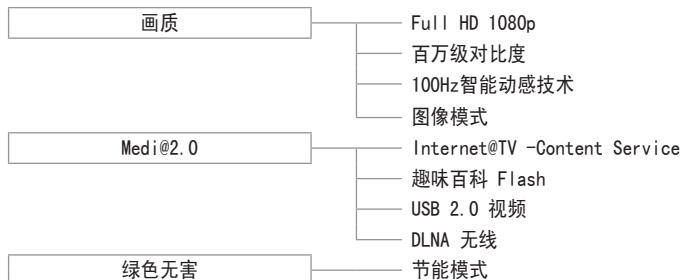 画质
Full HD 1080p
百万级对比度
100Hz智能动感技术
图像模式
Medi@2.0
Internet@TV -Content Service
趣味百科 Flash
USB 2.0 视频
DLNA 无线
绿色无害
节能模式